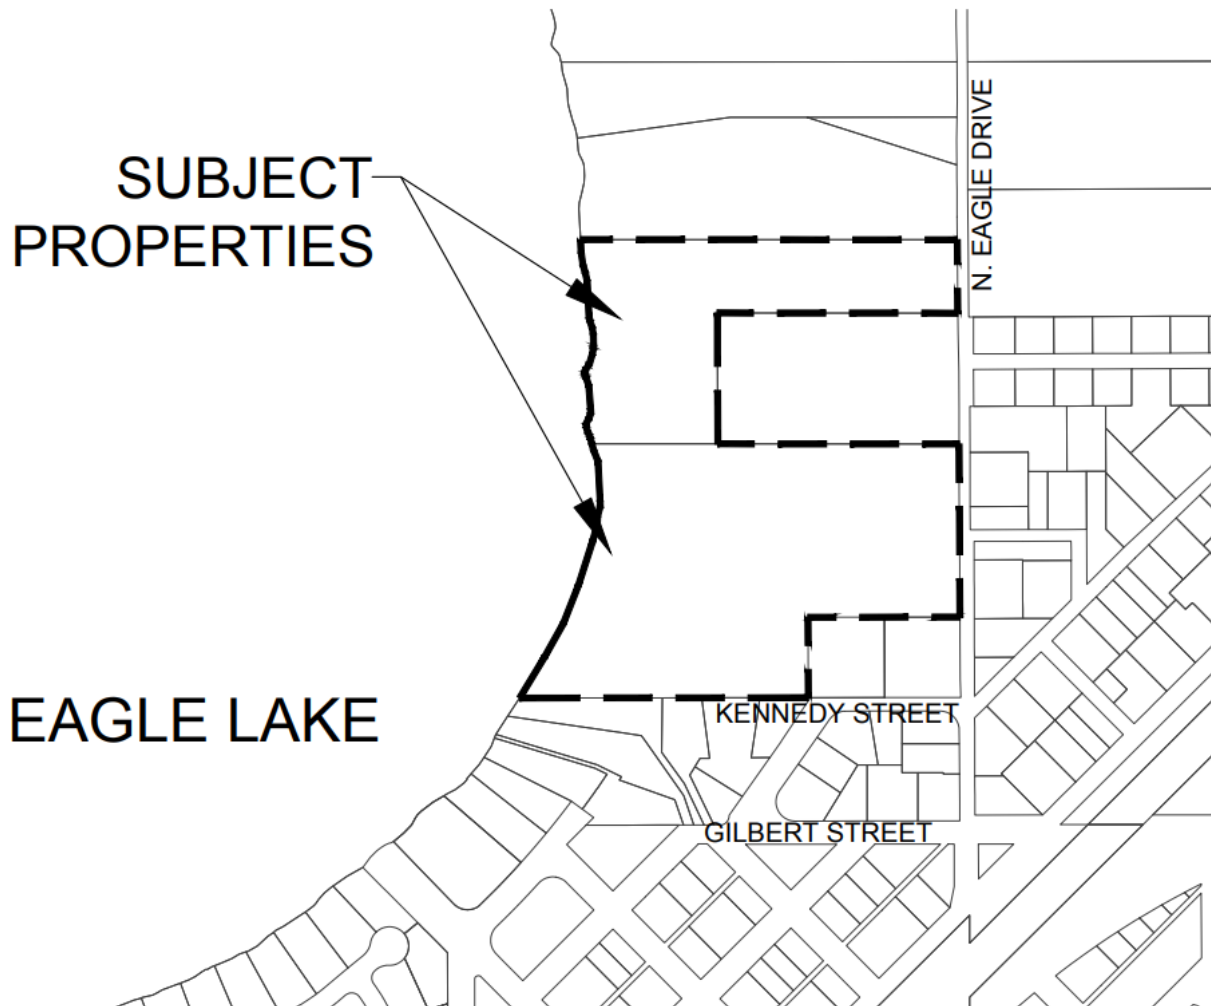 N. EAGLE DRIVE
SUBJECT
PROPERTIES
EAGLE LAKE
KENNEDY STREET
GILBERT STREET